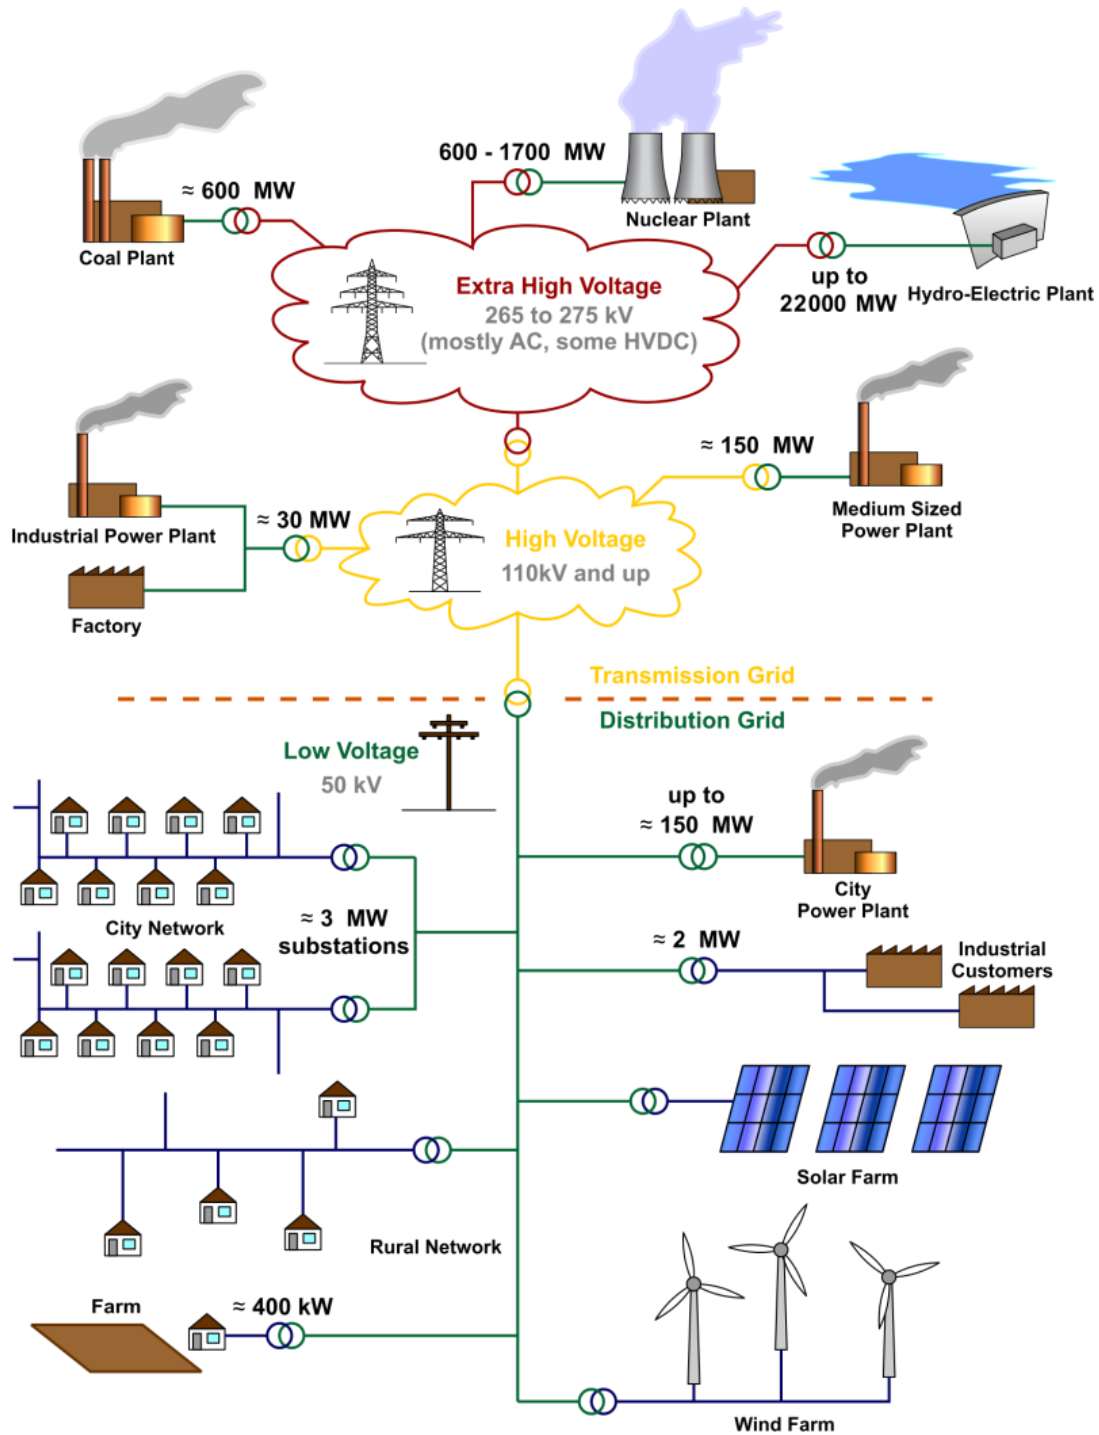 600 - 1700 MW
≈ 600 MW
Nuclear Plant
Coal Plant
up to
22000 MW
Hydro-Electric Plant
Extra High Voltage
265 to 275 kV
(mostly AC, some HVDC)
≈ 150 MW
Medium Sized
Power Plant
≈ 30 MW
Industrial Power Plant
Factory
High Voltage
110kV and up
Transmission Grid
Distribution Grid
Low Voltage
50 kV
up to
≈ 150 MW
City
Power Plant
City Network
≈ 3 MW
substations
≈ 2 MW
Industrial
Customers
Solar Farm
Rural Network
Farm
≈ 400 kW
Wind Farm